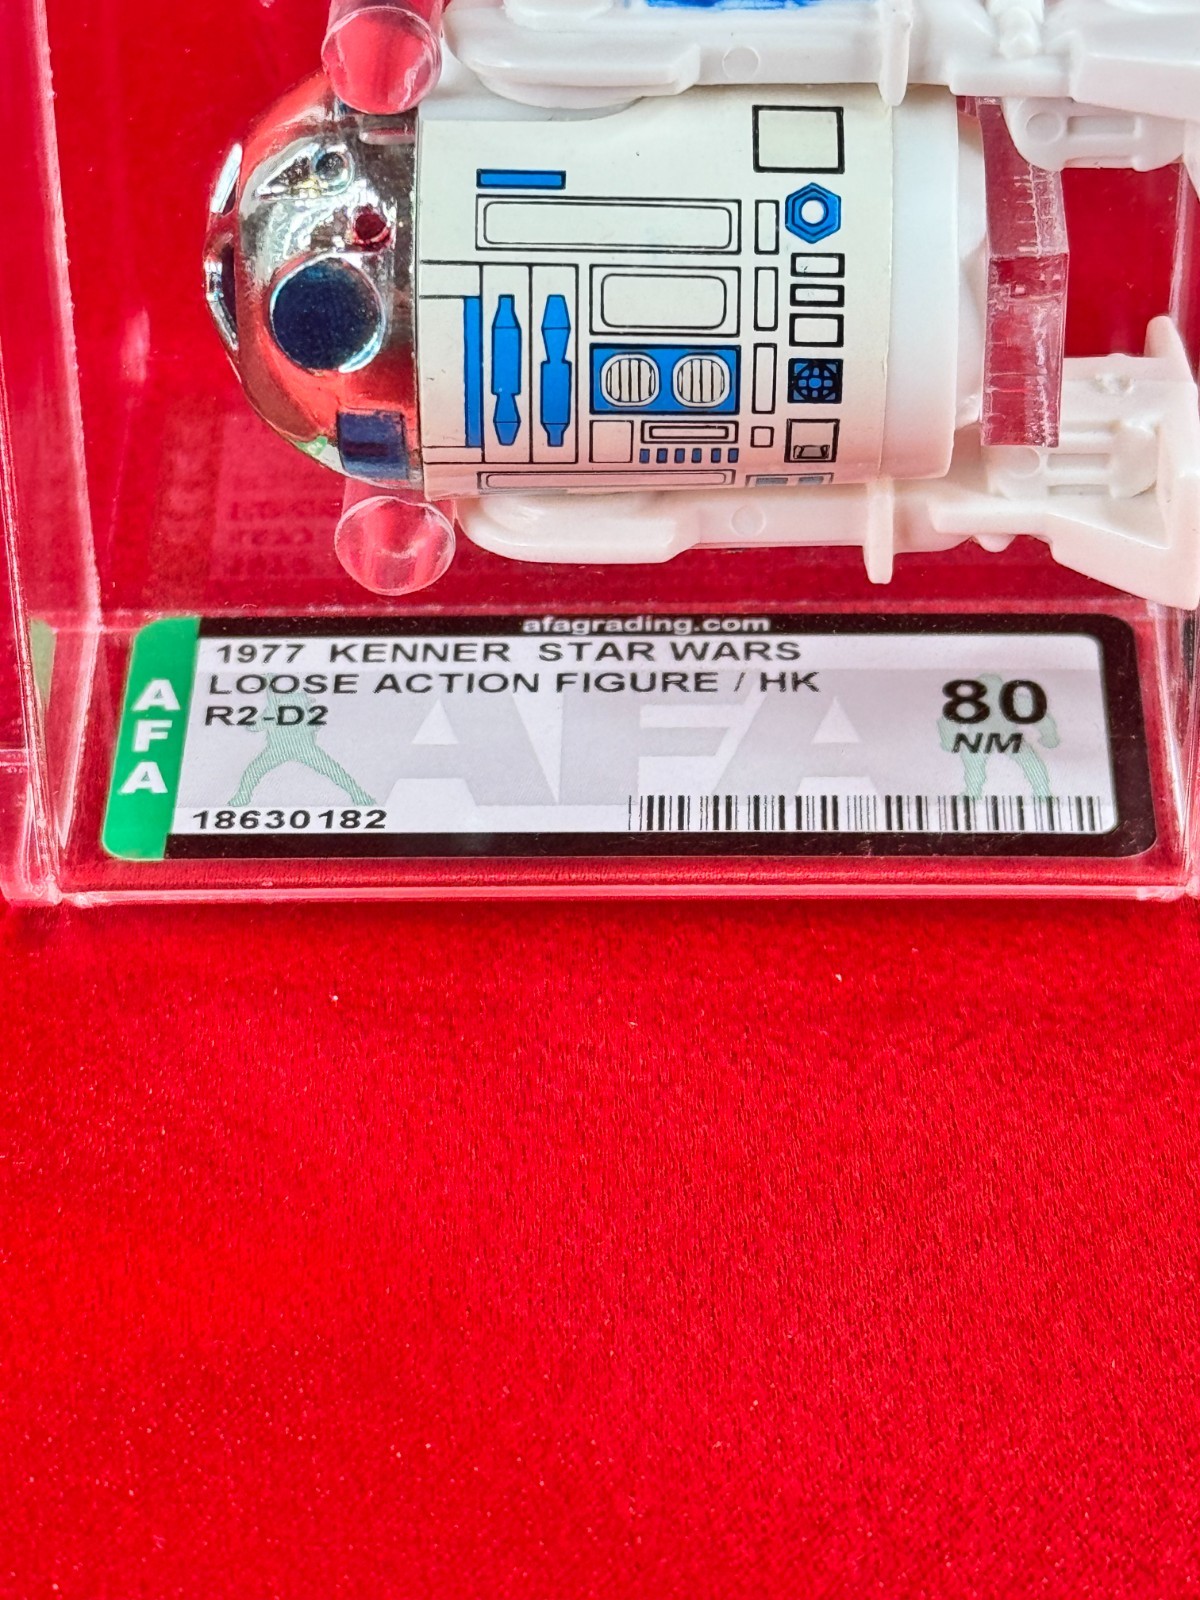 afagrading.com
1977 KENNER STAR WARS
LOOSE ACTION FIGURE / HK
R2-D2
80
NM
AFA
AFA
18630182